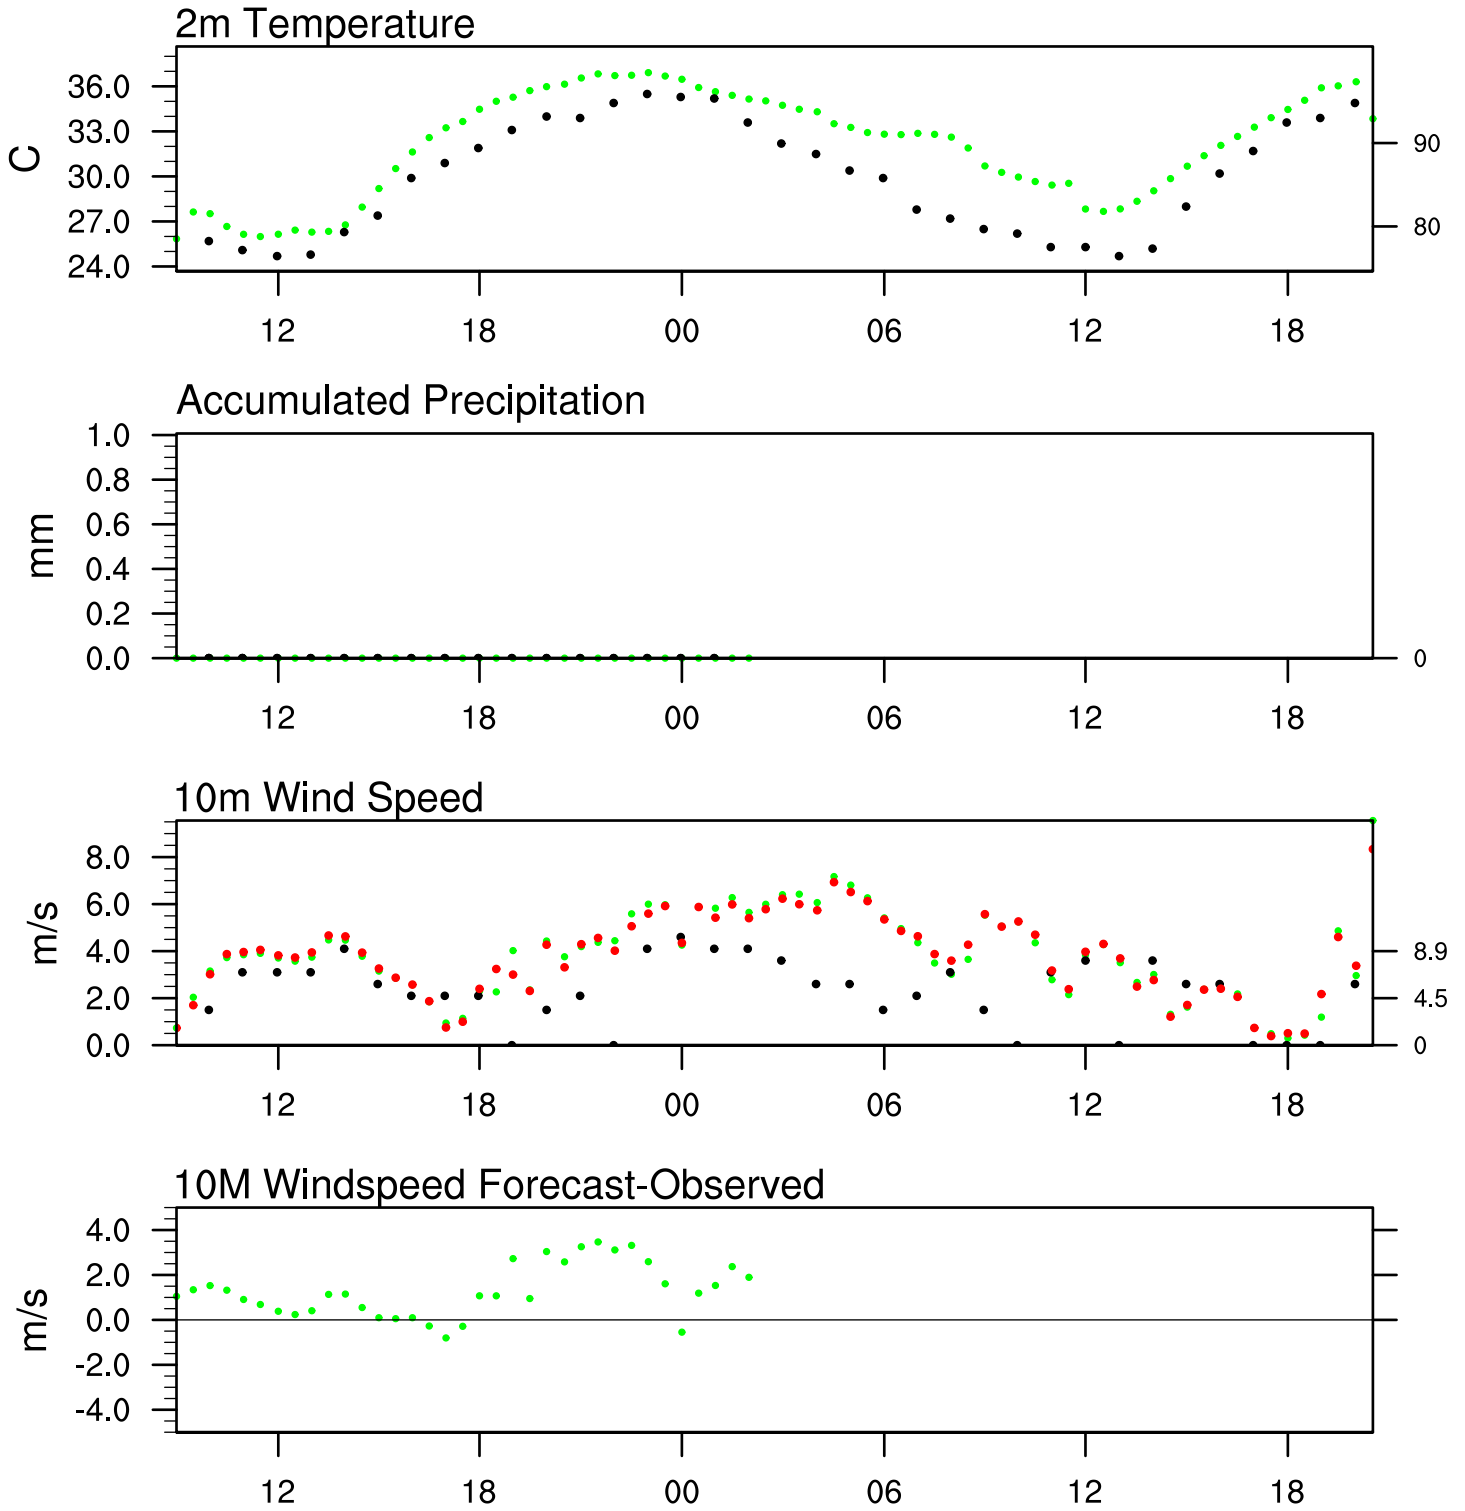 2m Temperature
36.0
33.0
30.0
27.0
24.0
C
90
80
12 18 00 06 12 18
Accumulated Precipitation
1.0
0.8
0.6
0.4
0.2
0.0
mm
0
12 18 00 06 12 18
10m Wind Speed
8.0
6.0
4.0
2.0
0.0
m/s
8.9
4.5
0
12 18 00 06 12 18
10M Windspeed Forecast-Observed
4.0
2.0
0.0
-2.0
-4.0
m/s
12 18 00 06 12 18